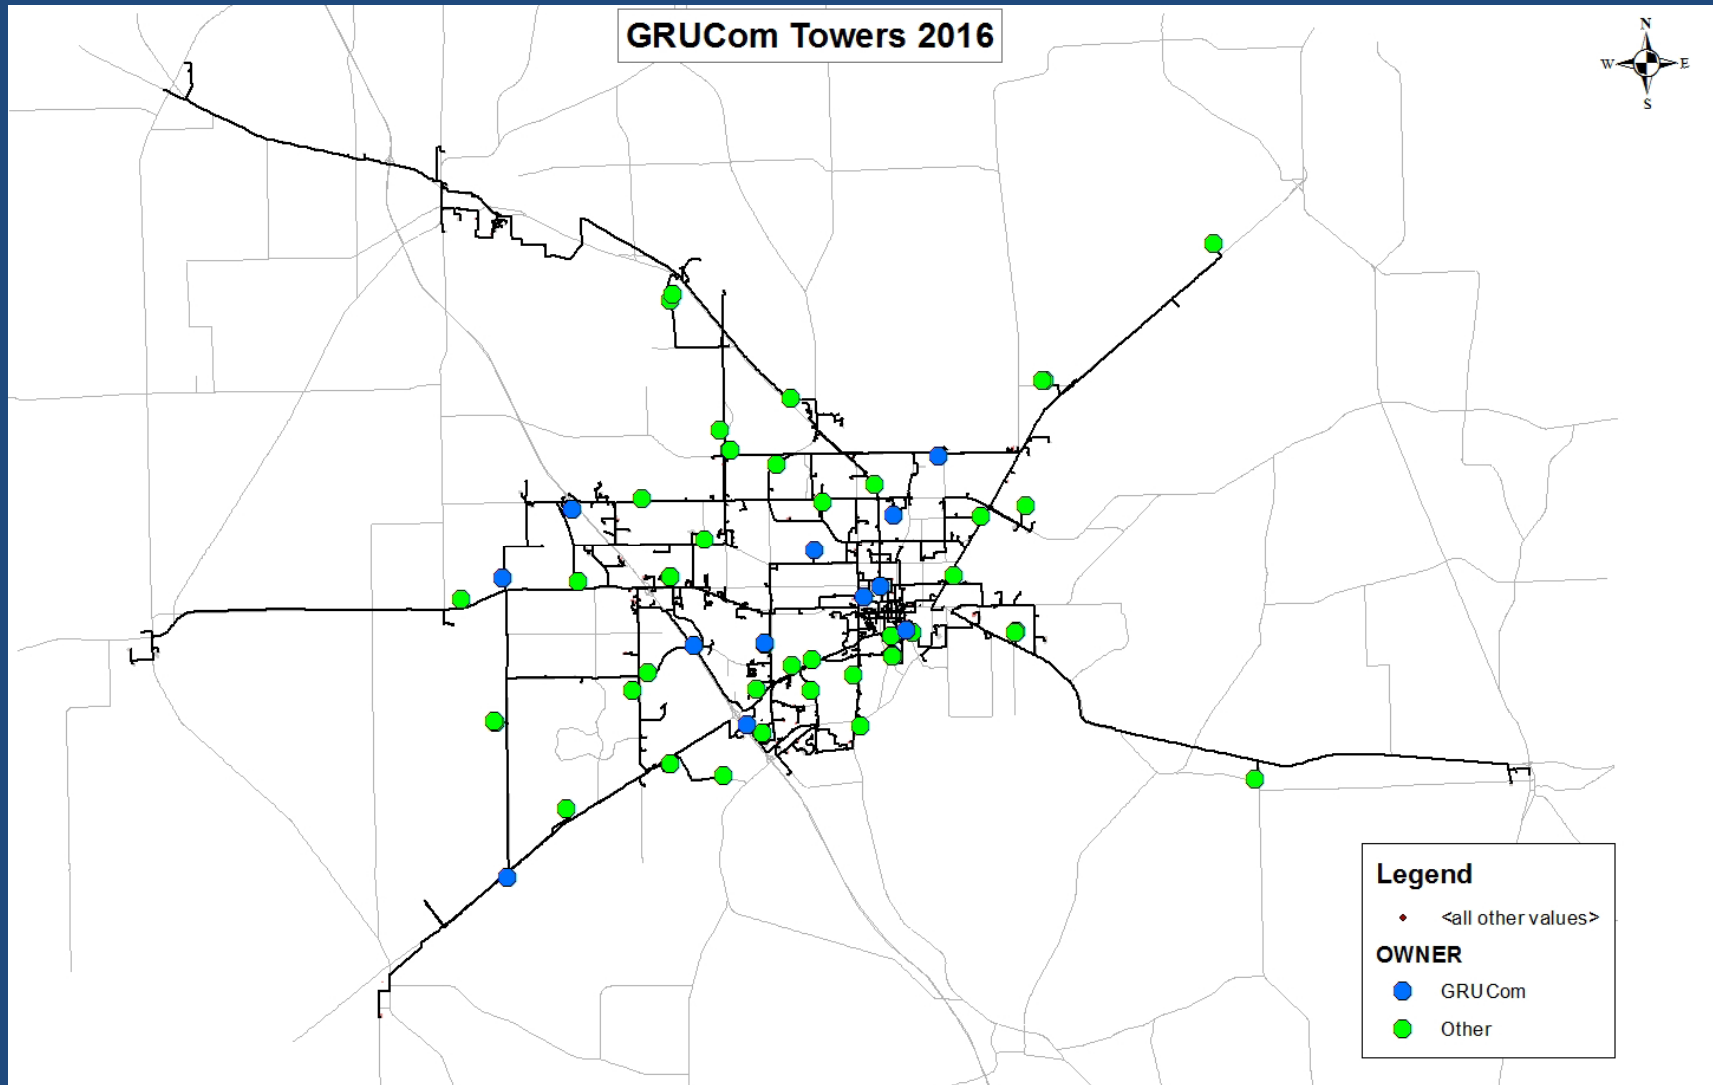 GRUCom Towers 2016
N
W E
S
Legend
<all other values>
OWNER
GRUCom
Other